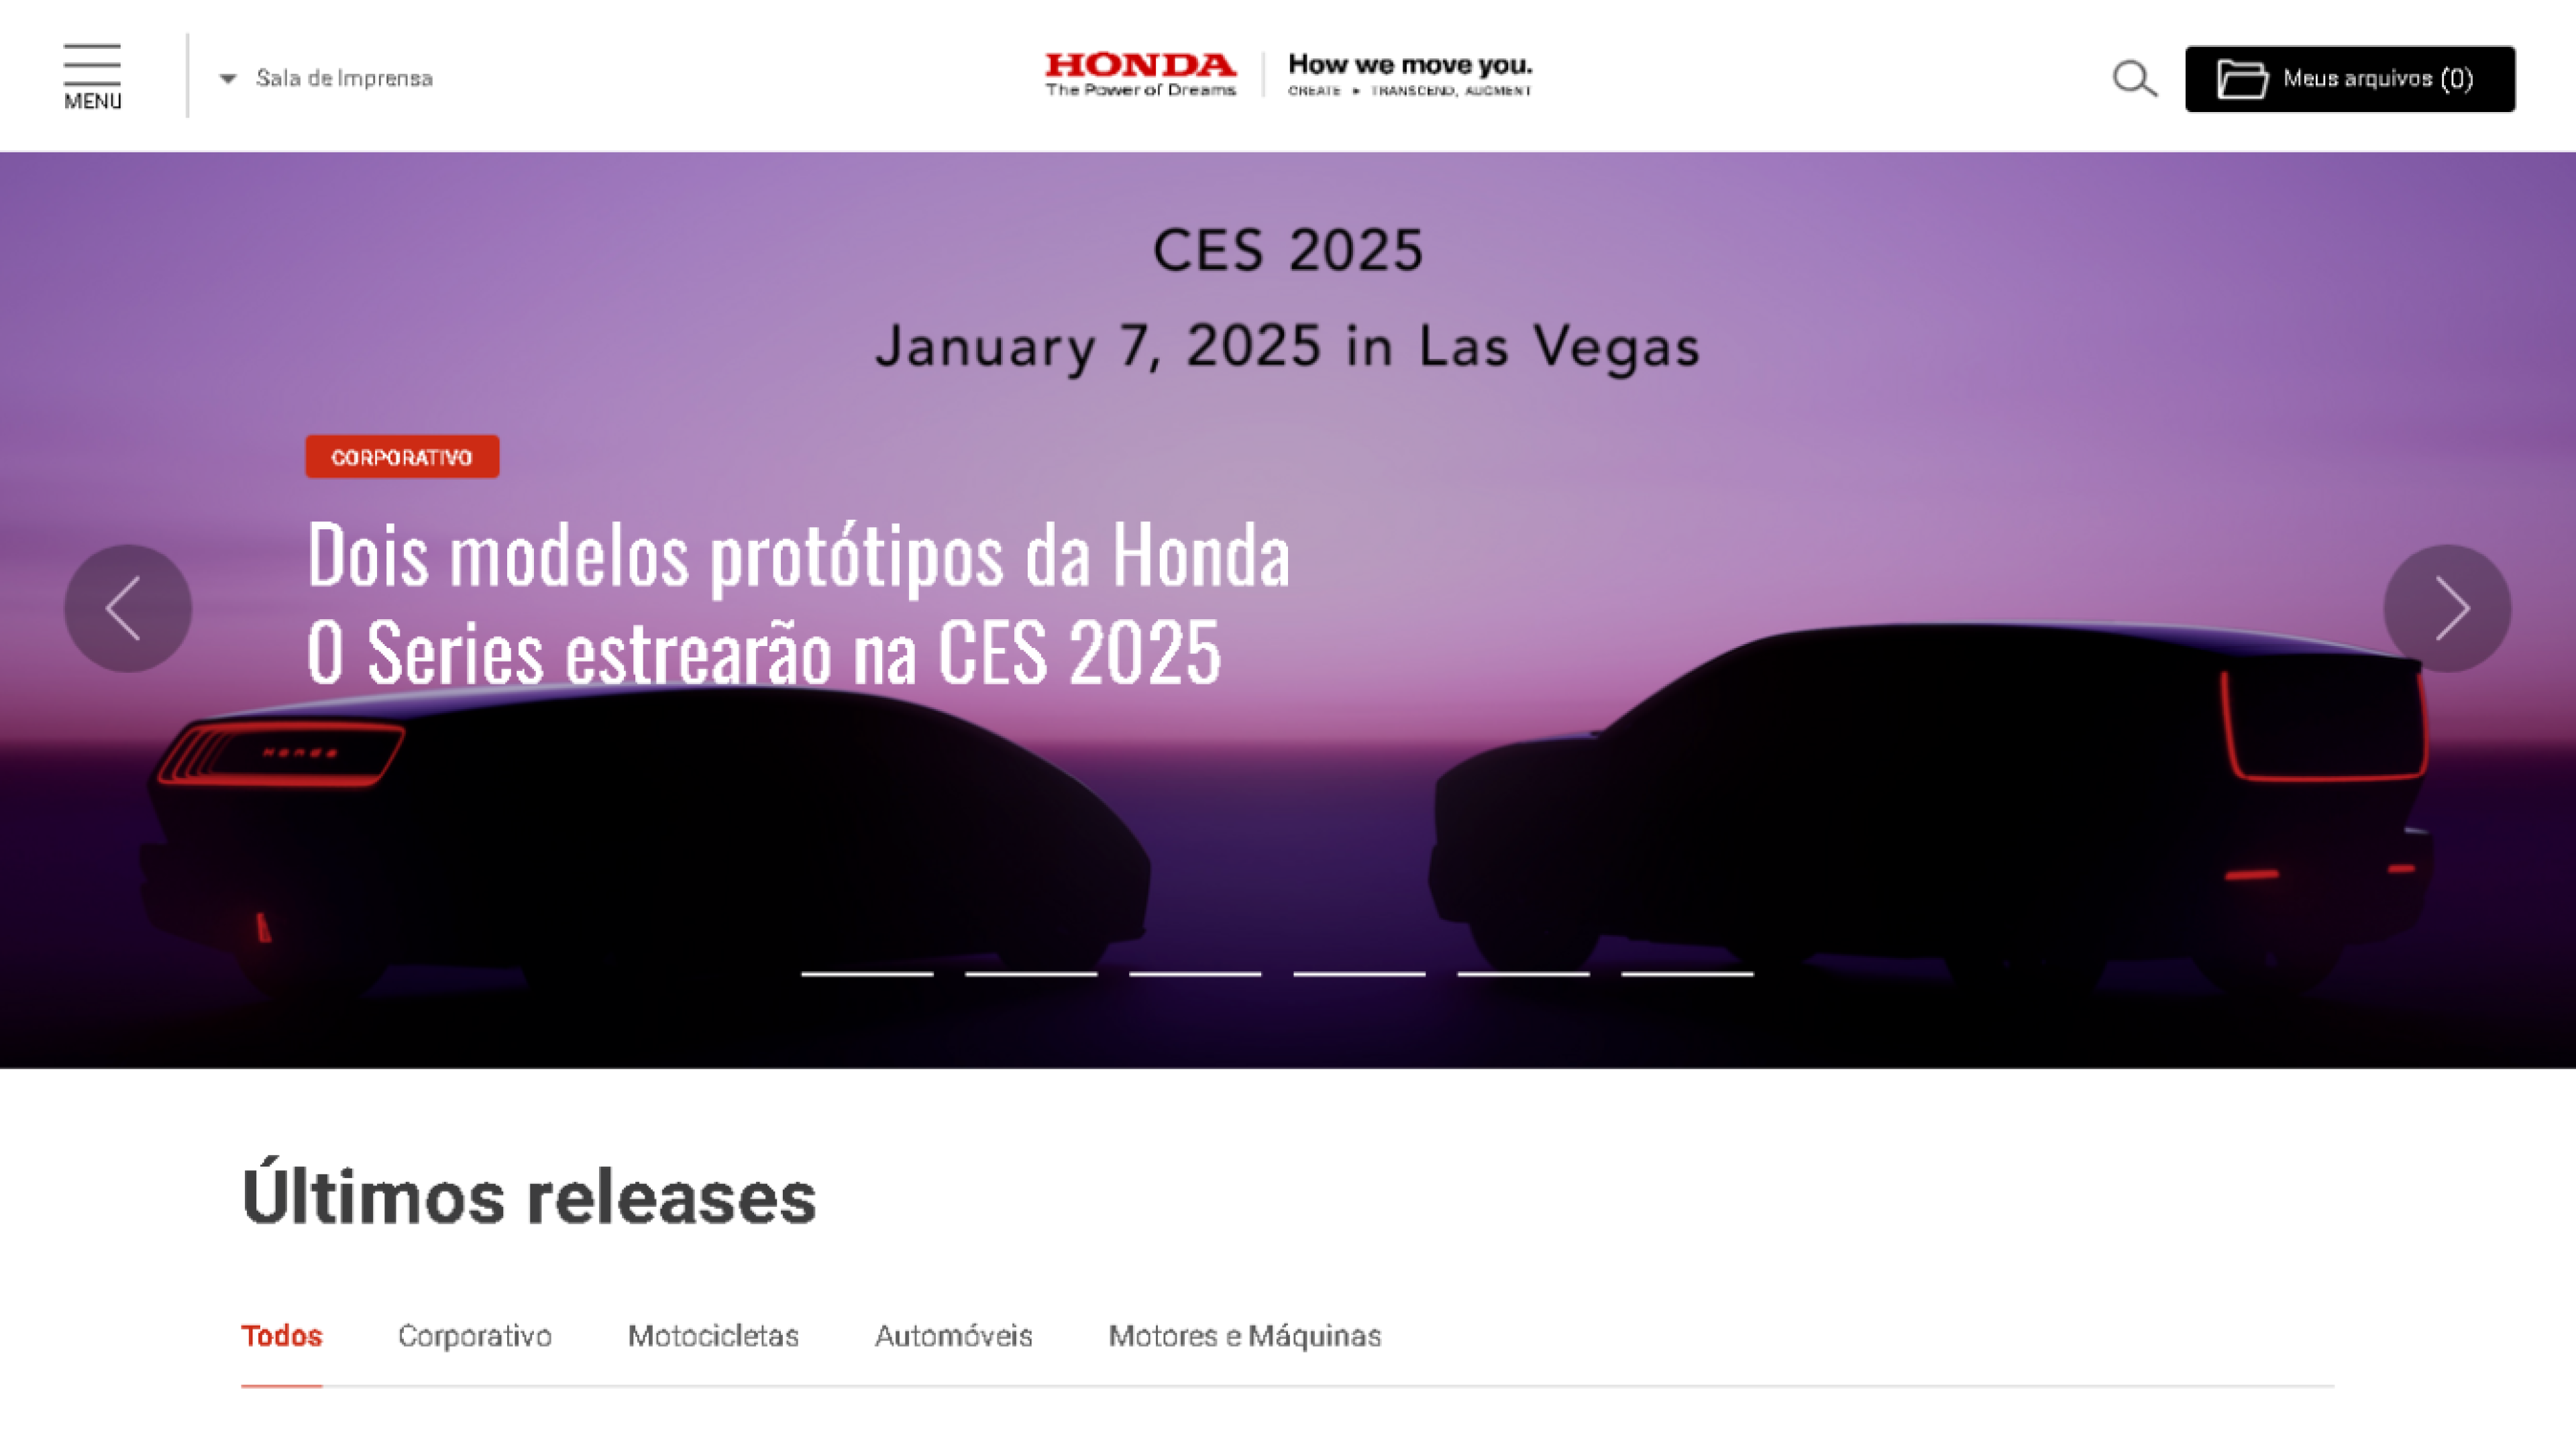 MENU
Sala de Imprensa
HONDA
The Power of Dreams
How we move you.
CREATE ▸ TRANSCEND, AUGMENT
Meus arquivos (0)
CES 2025
January 7, 2025 in Las Vegas
CORPORATIVO
Dois modelos protótipos da Honda
0 Series estrearão na CES 2025
Honda
Últimos releases
Todos
Corporativo
Motocicletas
Automóveis
Motores e Máquinas